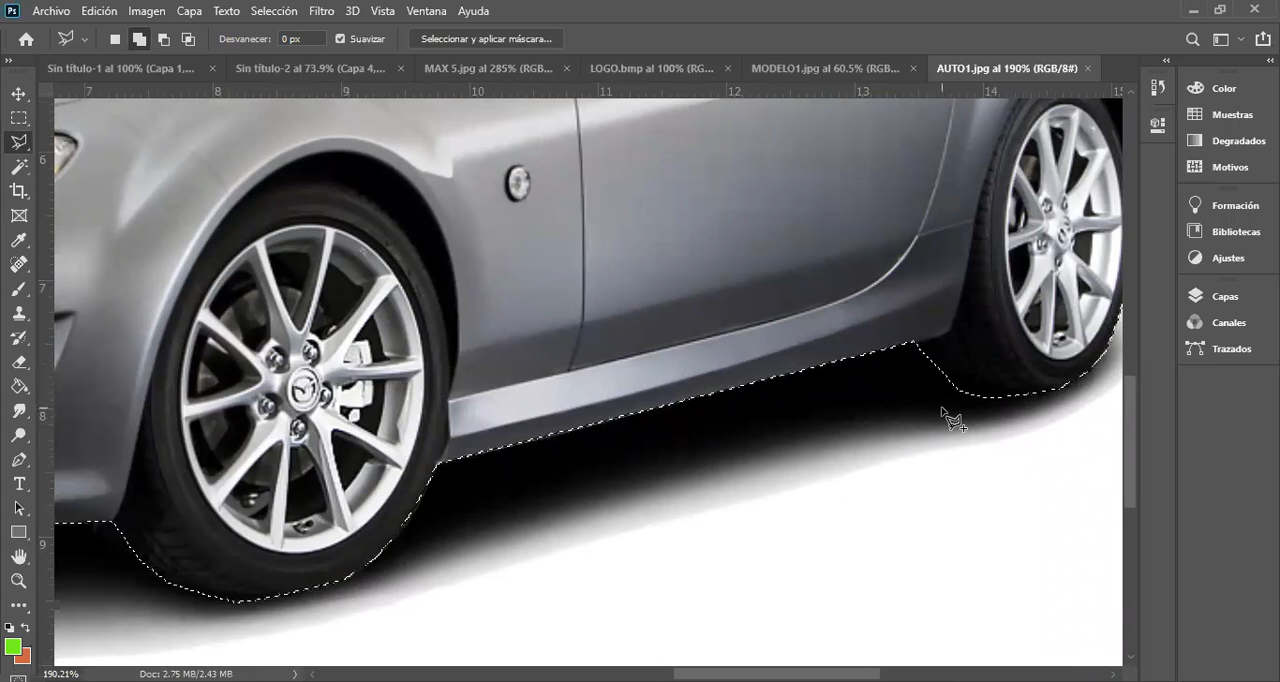 Ps Archivo Edición Imagen Capa Texto Selección Filtro 3D Vista Ventana Ayuda
Desvanecer: 0 px Suavizar Seleccionar y aplicar máscara...
Sin título-1 al 100% (Capa 1,... Sin título-2 al 73.9% (Capa 4,... MAX 5.jpg al 285% (RGB... LOGO.bmp al 100% (RG... MODELO1.jpg al 60.5% (RGB... AUTO1.jpg al 190% (RGB/8#)
7 8 9 10 11 12 13 14 15
6
7
8
9
Color
Muestras
Degradados
Motivos
Formación
Bibliotecas
Ajustes
Capas
Canales
Trazados
190.21% Doc: 2.75 MB/2.43 MB